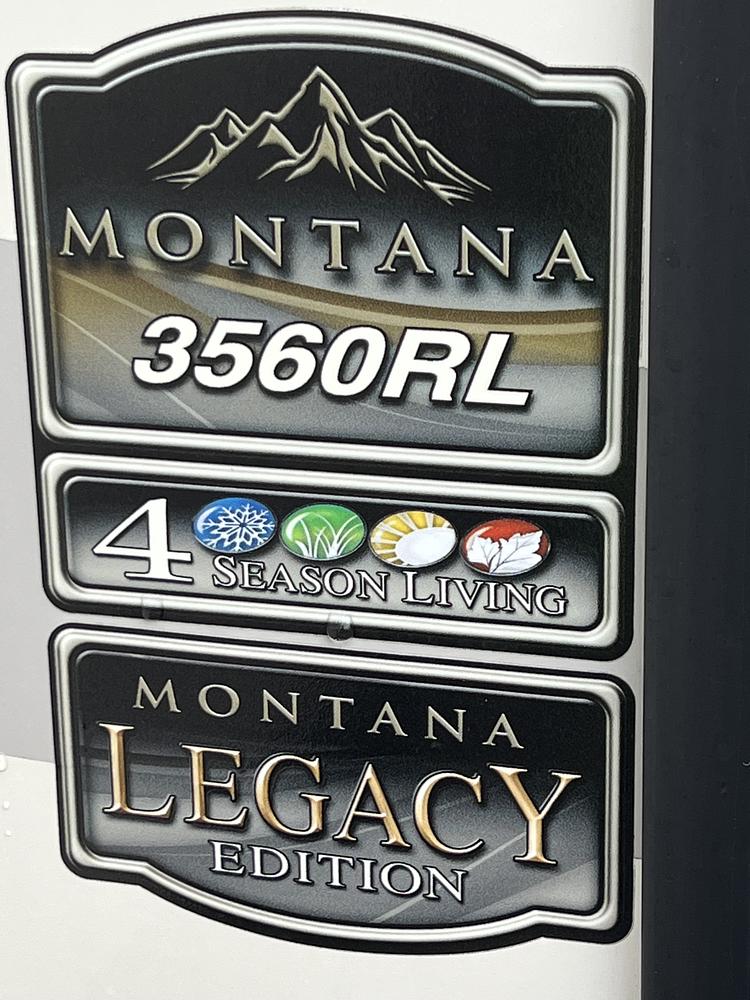 MONTANA
3560RL
4 SEASON LIVING
MONTANA
LEGACY
EDITION